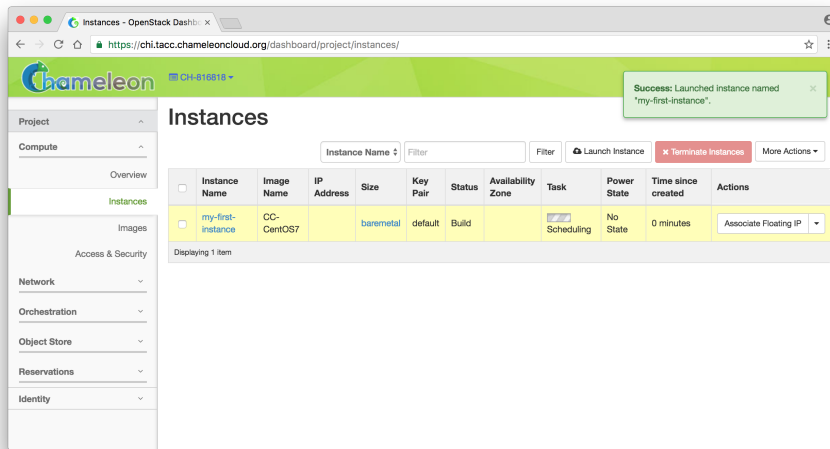 Instances - OpenStack Dashbo
https://chi.tacc.chameleoncloud.org/dashboard/project/instances/
Chameleon
CH-816818
Success: Launched instance named
"my-first-instance".
×
Project
Compute
Overview
Instances
Images
Access & Security
Network
Orchestration
Object Store
Reservations
Identity
Instances
Instance Name
Filter
Filter
Launch Instance
× Terminate Instances
More Actions
Instance Name
Image Name
IP Address
Size
Key Pair
Status
Availability Zone
Task
Power State
Time since created
Actions
my-first-instance
CC-CentOS7
baremetal
default
Build
Scheduling
No State
0 minutes
Associate Floating IP
Displaying 1 item